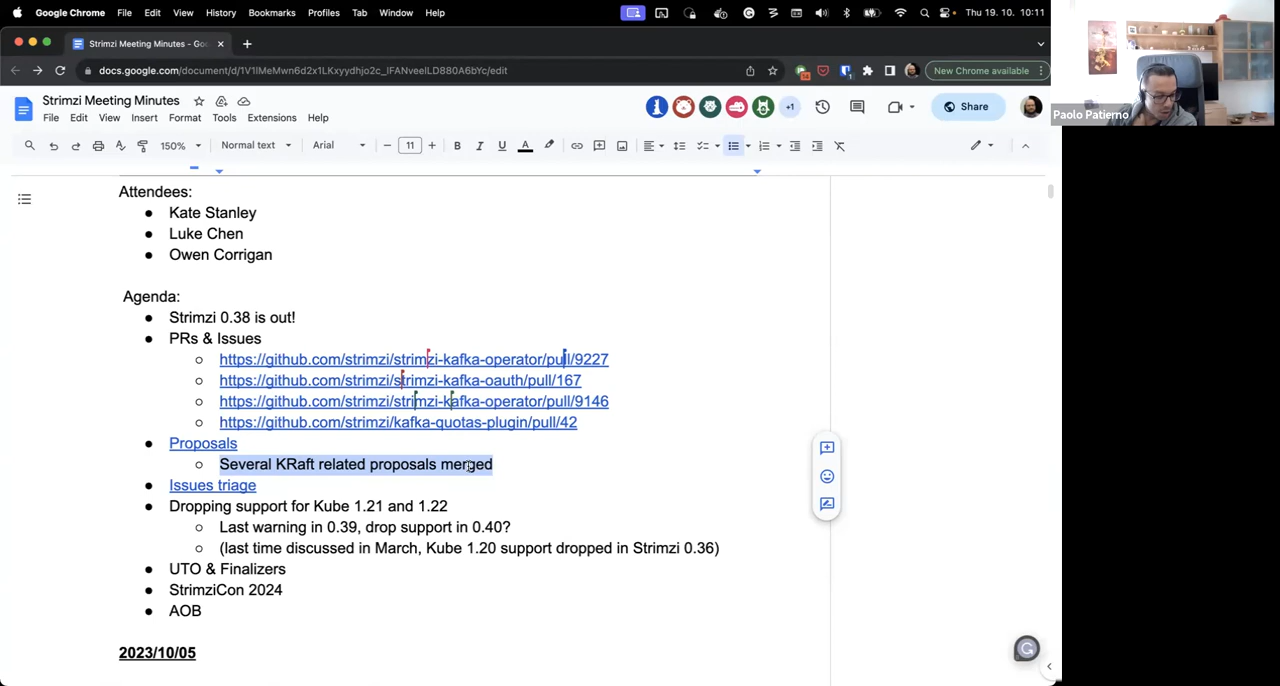 Google Chrome File Edit View History Bookmarks Profiles Tab Window Help Thu 19. 10. 10:11
Strimzi Meeting Minutes - Goo
docs.google.com/document/d/1V1lMeMwn6d2x1LKxyydhjo2c_IFANveelLD880A6bYc/edit
New Chrome available
Strimzi Meeting Minutes
File Edit View Insert Format Tools Extensions Help
+1
Share
150% Normal text Arial 11
Paolo Patierno
Attendees:
● Kate Stanley
● Luke Chen
● Owen Corrigan
Agenda:
● Strimzi 0.38 is out!
● PRs & Issues
○ https://github.com/strimzi/strimzi-kafka-operator/pull/9227
○ https://github.com/strimzi/strimzi-kafka-oauth/pull/167
○ https://github.com/strimzi/strimzi-kafka-operator/pull/9146
○ https://github.com/strimzi/kafka-quotas-plugin/pull/42
● Proposals
○ Several KRaft related proposals merged
● Issues triage
● Dropping support for Kube 1.21 and 1.22
○ Last warning in 0.39, drop support in 0.40?
○ (last time discussed in March, Kube 1.20 support dropped in Strimzi 0.36)
● UTO & Finalizers
● StrimziCon 2024
● AOB
2023/10/05